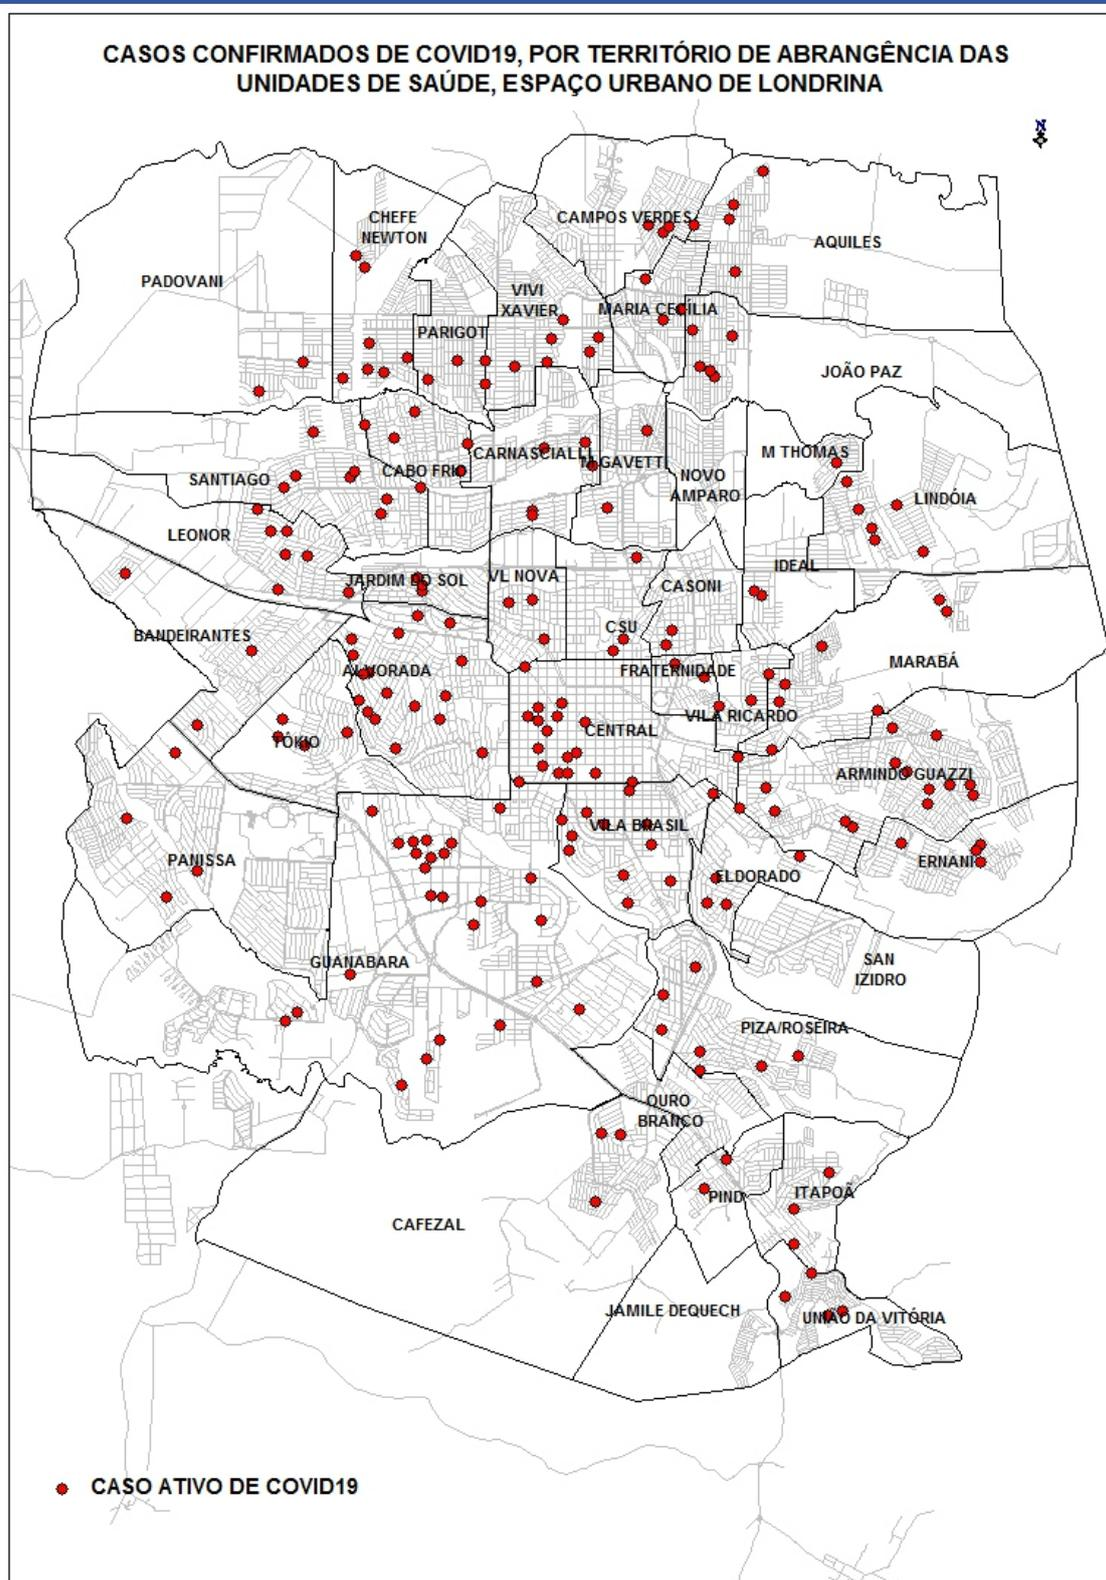 CASOS CONFIRMADOS DE COVID19, POR TERRITÓRIO DE ABRANGÊNCIA DAS
UNIDADES DE SAÚDE, ESPAÇO URBANO DE LONDRINA
N
CHEFE
NEWTON
CAMPOS VERDES
AQUILES
PADOVANI
VIVI
XAVIER
MARIA CECÍLIA
PARIGOT
JOÃO PAZ
CARNASCIALLI
M GAVETTI
M THOMAS
SANTIAGO
CABO FRIO
NOVO
AMPARO
LINDÓIA
LEONOR
IDEAL
JARDIM DO SOL
VL NOVA
CASONI
BANDEIRANTES
CSU
ALVORADA
FRATERNIDADE
MARABÁ
VILA RICARDO
TÓKIO
CENTRAL
ARMINDO GUAZZI
VILA BRASIL
PANISSA
ELDORADO
ERNANI
GUANABARA
SAN
IZIDRO
PIZA/ROSEIRA
OURO
BRANCO
PIND
ITAPOÃ
CAFEZAL
JAMILE DEQUECH
UNIÃO DA VITÓRIA
CASO ATIVO DE COVID19